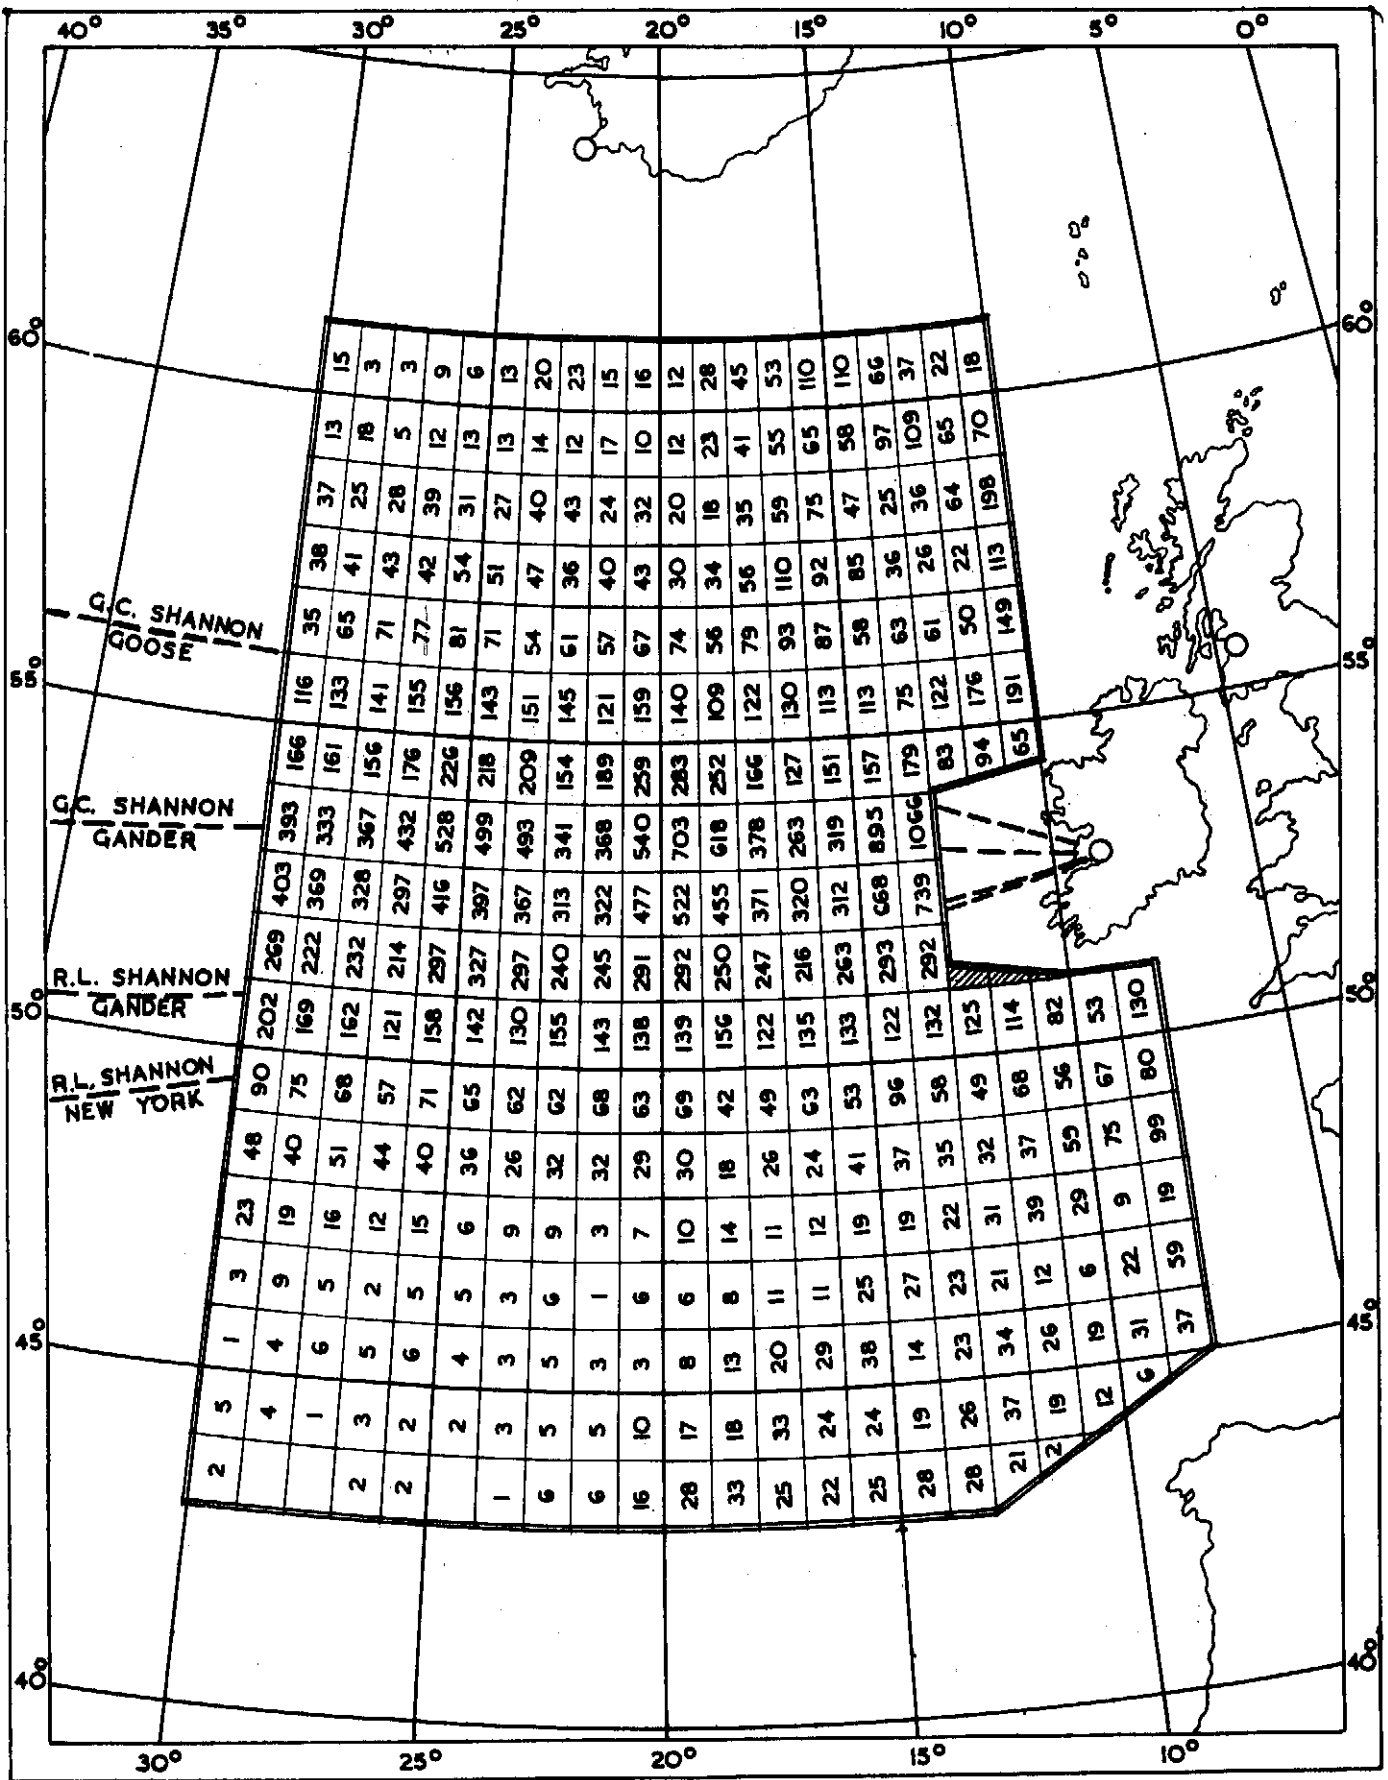 40° 35° 30° 25° 20° 15° 10° 5° 0°
60° 60°
15 3 3 9 6 13 20 23 15 16 12 28 45 53 110 110 66 37 22 18
13 18 5 12 13 13 14 12 17 10 12 23 41 55 65 58 97 109 65 70
37 25 28 39 31 27 40 43 24 32 20 18 35 59 75 47 25 36 64 198
38 41 43 42 54 51 47 36 40 43 30 34 56 110 92 85 36 26 22 113
G.C. SHANNON
GOOSE
35 65 71 77 81 71 54 61 57 67 74 56 79 93 87 58 63 61 50 149
55° 55°
116 133 141 155 156 143 151 145 121 159 140 109 122 130 113 113 75 122 176 191
166 161 156 176 226 218 209 154 189 259 283 252 166 127 151 157 179 83 94 65
G.C. SHANNON
GANDER
393 333 367 432 528 499 493 341 368 540 703 618 378 263 319 895 1066
403 369 328 297 416 397 367 313 322 477 522 455 371 320 312 668 739
269 222 232 214 297 327 297 240 245 291 292 250 247 216 263 293 292
R.L. SHANNON
GANDER
50° 50°
202 169 162 121 158 142 130 155 143 138 139 156 122 135 133 122 132 125 114 82 53 130
R.L. SHANNON
NEW YORK
90 75 68 57 71 65 62 62 68 63 69 42 49 63 53 96 58 49 68 56 67 80
48 40 51 44 40 36 26 32 32 29 30 18 26 24 41 37 35 32 37 59 75 99
23 19 16 12 15 6 9 9 3 7 10 14 11 12 19 19 22 31 39 29 9 19
3 9 5 2 5 5 3 6 1 6 6 8 11 11 25 27 23 21 12 6 22 59
45° 45°
1 4 6 5 6 4 3 5 3 3 8 13 20 29 38 14 23 34 26 19 31 37
5 4 1 3 2 2 3 5 5 10 17 18 33 24 24 19 26 37 19 12 6
2 2 2 1 6 6 16 28 33 25 22 25 28 28 21 2
40° 40°
30° 25° 20° 15° 10°